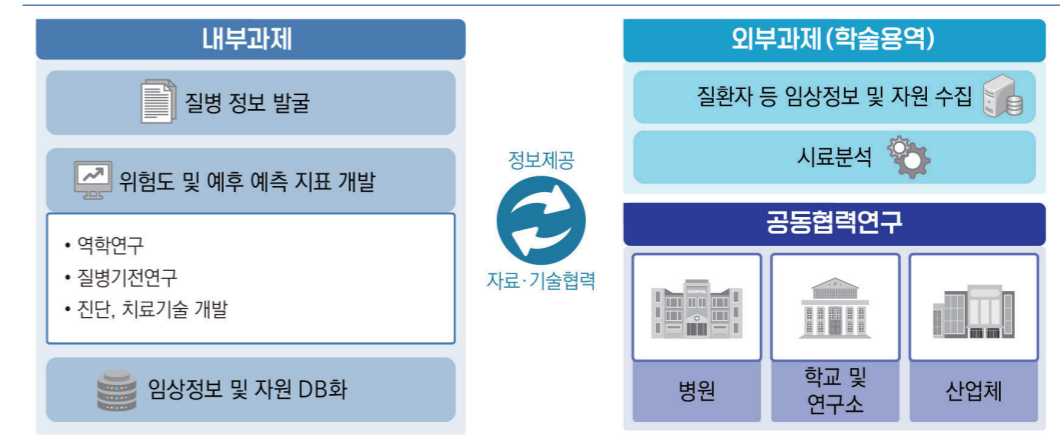 내부과제
질병 정보 발굴
위험도 및 예후 예측 지표 개발
• 역학연구
• 질병기전연구
• 진단, 치료기술 개발
임상정보 및 자원 DB화
정보제공
자료·기술협력
외부과제(학술용역)
질환자 등 임상정보 및 자원 수집
시료분석
공동협력연구
병원
학교 및
연구소
산업체